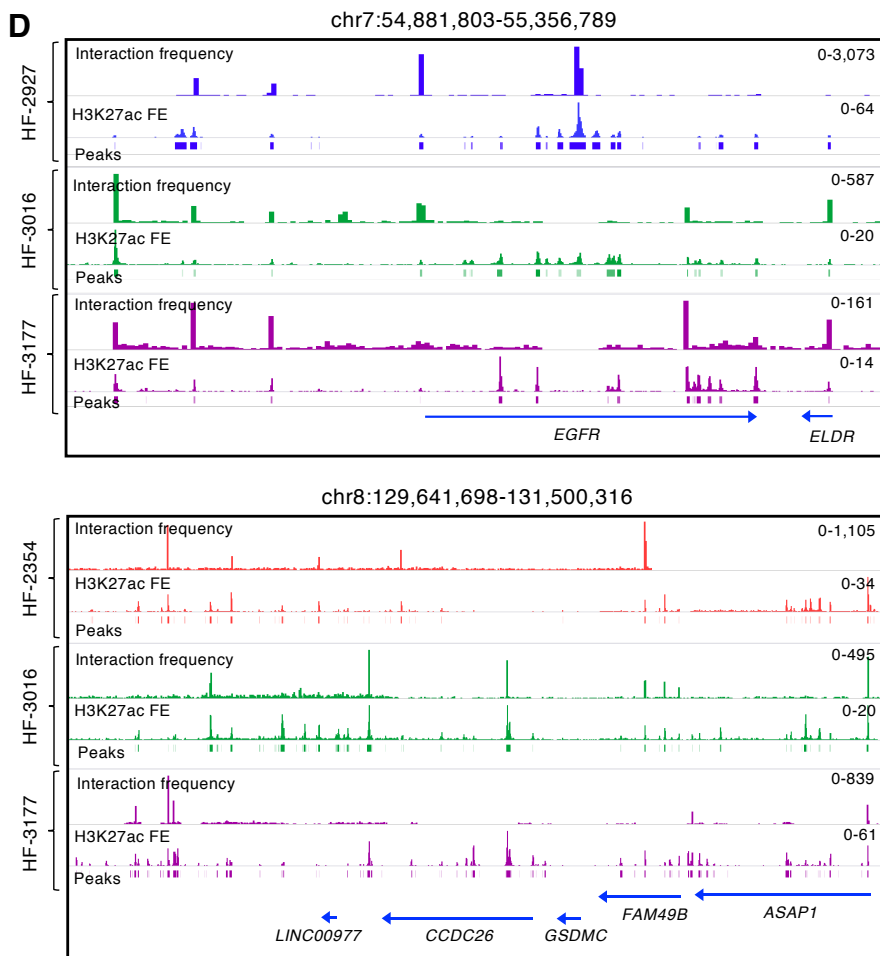 D
chr7:54,881,803-55,356,789
HF-2927
Interaction frequency 0-3,073
H3K27ac FE 0-64
Peaks
HF-3016
Interaction frequency 0-587
H3K27ac FE 0-20
Peaks
HF-3177
Interaction frequency 0-161
H3K27ac FE 0-14
Peaks
EGFR ELDR
chr8:129,641,698-131,500,316
HF-2354
Interaction frequency 0-1,105
H3K27ac FE 0-34
Peaks
HF-3016
Interaction frequency 0-495
H3K27ac FE 0-20
Peaks
HF-3177
Interaction frequency 0-839
H3K27ac FE 0-61
Peaks
LINC00977 CCDC26 GSDMC FAM49B ASAP1